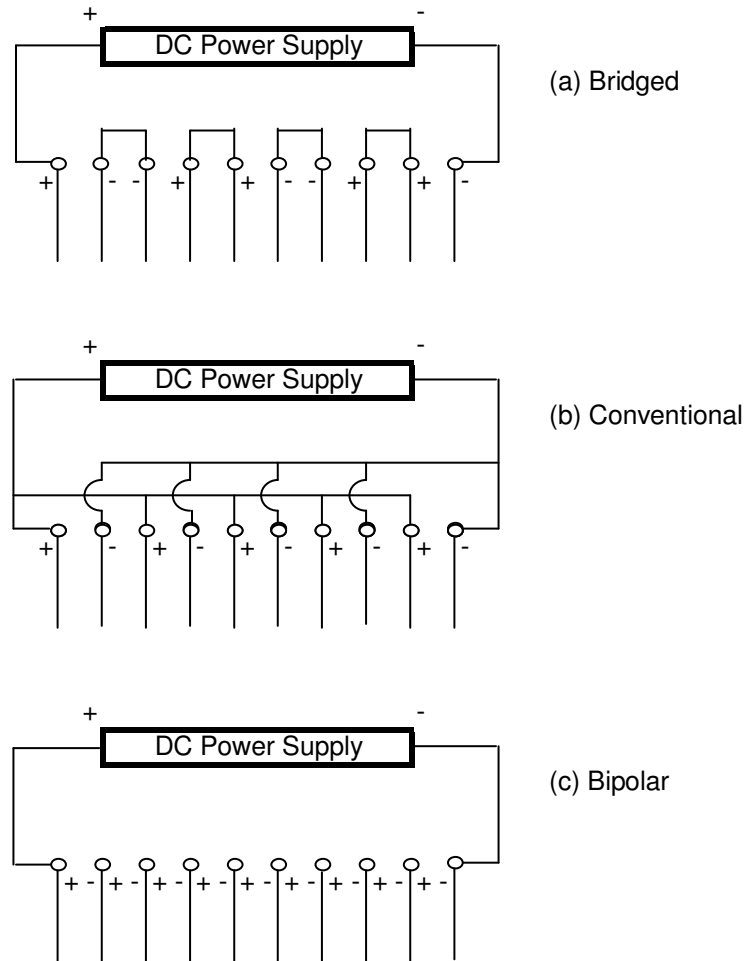 + -
DC Power Supply
(a) Bridged
+ - - + + - - + + -
+ -
DC Power Supply
(b) Conventional
+ - + - + - + - + -
+ -
DC Power Supply
(c) Bipolar
+ - + - + - + - + - + - + - + - + -